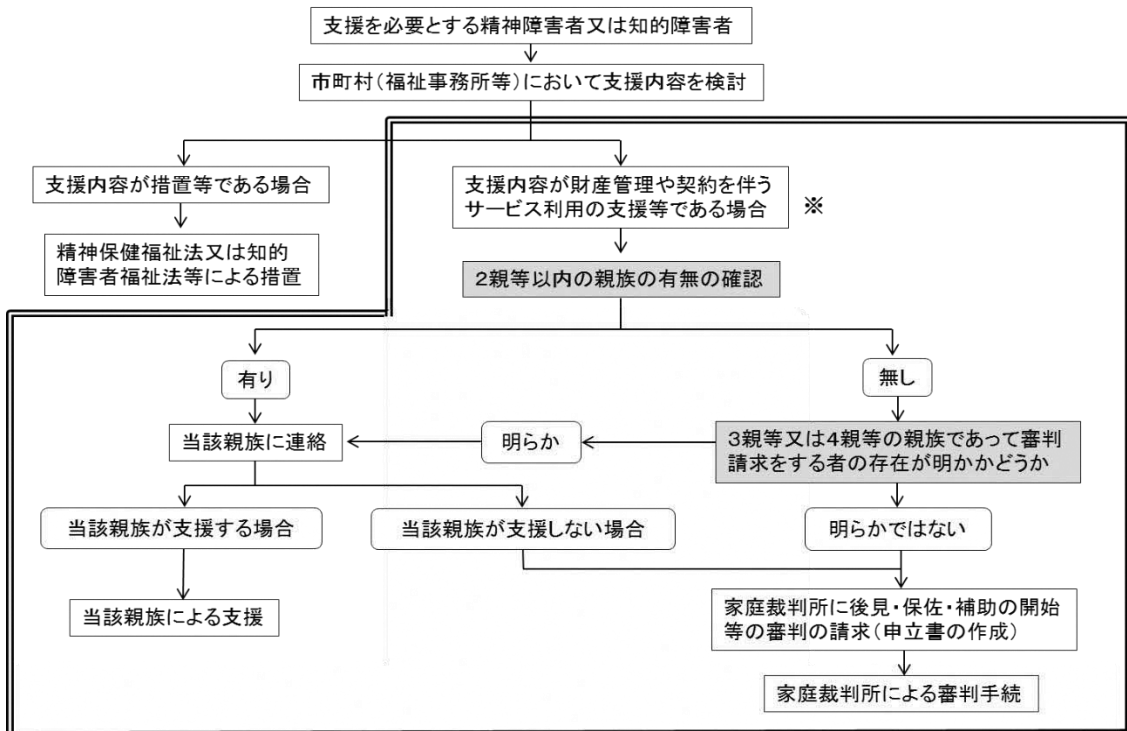 支援を必要とする精神障害者又は知的障害者
市町村(福祉事務所等)において支援内容を検討
支援内容が措置等である場合
支援内容が財産管理や契約を伴う
サービス利用の支援等である場合
※
精神保健福祉法又は知的
障害者福祉法等による措置
2親等以内の親族の有無の確認
有り
無し
当該親族に連絡
明らか
3親等又は4親等の親族であって審判
請求をする者の存在が明かかどうか
当該親族が支援する場合
当該親族が支援しない場合
明らかではない
当該親族による支援
家庭裁判所に後見・保佐・補助の開始
等の審判の請求(申立書の作成)
家庭裁判所による審判手続